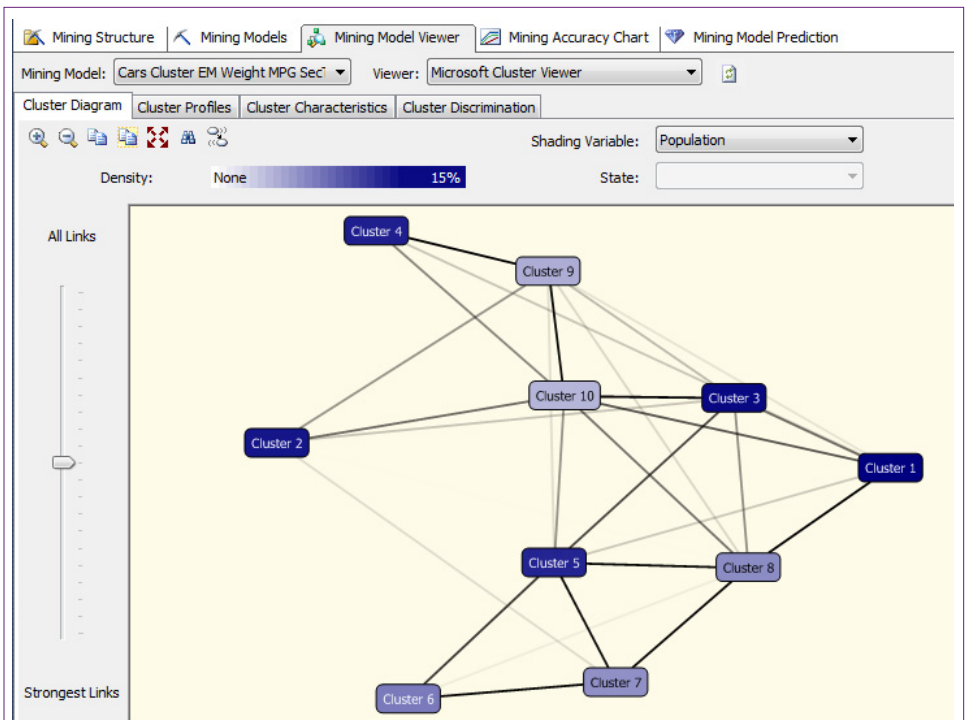 Mining Structure Mining Models Mining Model Viewer Mining Accuracy Chart Mining Model Prediction
Mining Model: Cars Cluster EM Weight MPG Sec Viewer: Microsoft Cluster Viewer
Cluster Diagram Cluster Profiles Cluster Characteristics Cluster Discrimination
Shading Variable: Population
Density: None 15% State:
All Links
Cluster 4
Cluster 9
Cluster 10
Cluster 3
Cluster 2
Cluster 1
Cluster 5
Cluster 8
Cluster 7
Strongest Links
Cluster 6